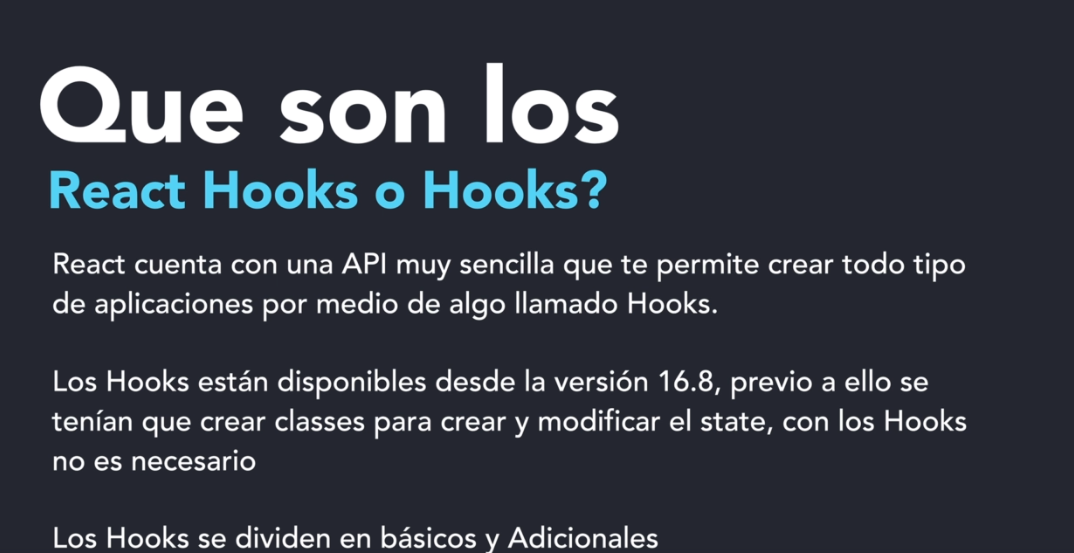 Que son los
React Hooks o Hooks?
React cuenta con una API muy sencilla que te permite crear todo tipo
de aplicaciones por medio de algo llamado Hooks.
Los Hooks están disponibles desde la versión 16.8, previo a ello se
tenían que crear classes para crear y modificar el state, con los Hooks
no es necesario
Los Hooks se dividen en básicos y Adicionales